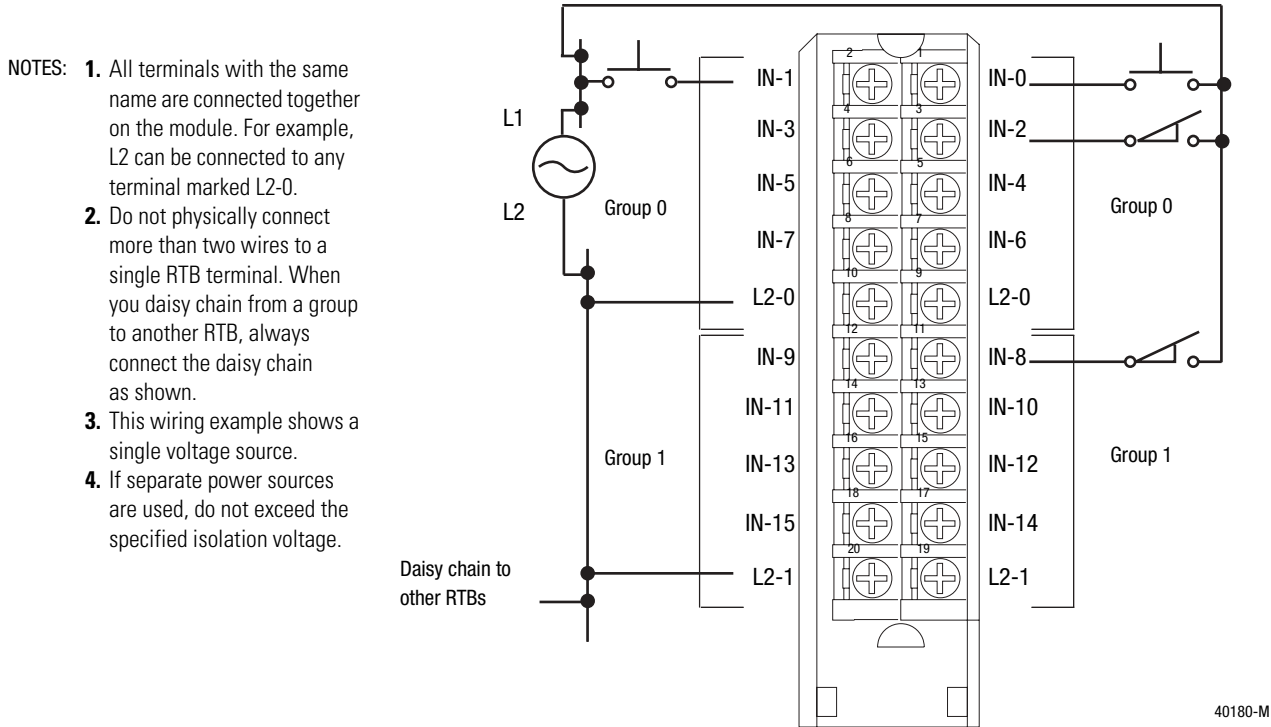 NOTES: 1. All terminals with the same
name are connected together
on the module. For example,
L2 can be connected to any
terminal marked L2-0.
2. Do not physically connect
more than two wires to a
single RTB terminal. When
you daisy chain from a group
to another RTB, always
connect the daisy chain
as shown.
3. This wiring example shows a
single voltage source.
4. If separate power sources
are used, do not exceed the
specified isolation voltage.
L1
L2
Group 0
Group 1
Daisy chain to
other RTBs
2 1
IN-1 IN-0
4 3
IN-3 IN-2
6 5
IN-5 IN-4
8 7
IN-7 IN-6
10 9
L2-0 L2-0
12 11
IN-9 IN-8
14 13
IN-11 IN-10
16 15
IN-13 IN-12
18 17
IN-15 IN-14
20 19
L2-1 L2-1
Group 0
Group 1
40180-M